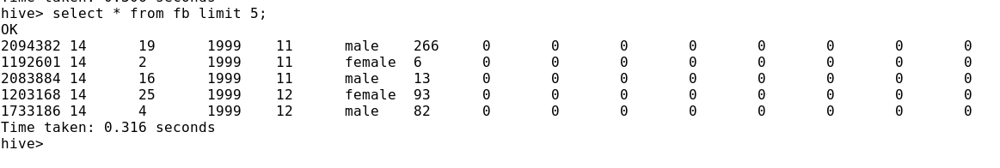 Time taken: 0.300 seconds
hive> select * from fb limit 5;
OK
2094382 14 19 1999 11 male 266 0 0 0 0 0 0 0 0
1192601 14 2 1999 11 female 6 0 0 0 0 0 0 0 0
2083884 14 16 1999 11 male 13 0 0 0 0 0 0 0 0
1203168 14 25 1999 12 female 93 0 0 0 0 0 0 0 0
1733186 14 4 1999 12 male 82 0 0 0 0 0 0 0 0
Time taken: 0.316 seconds
hive>